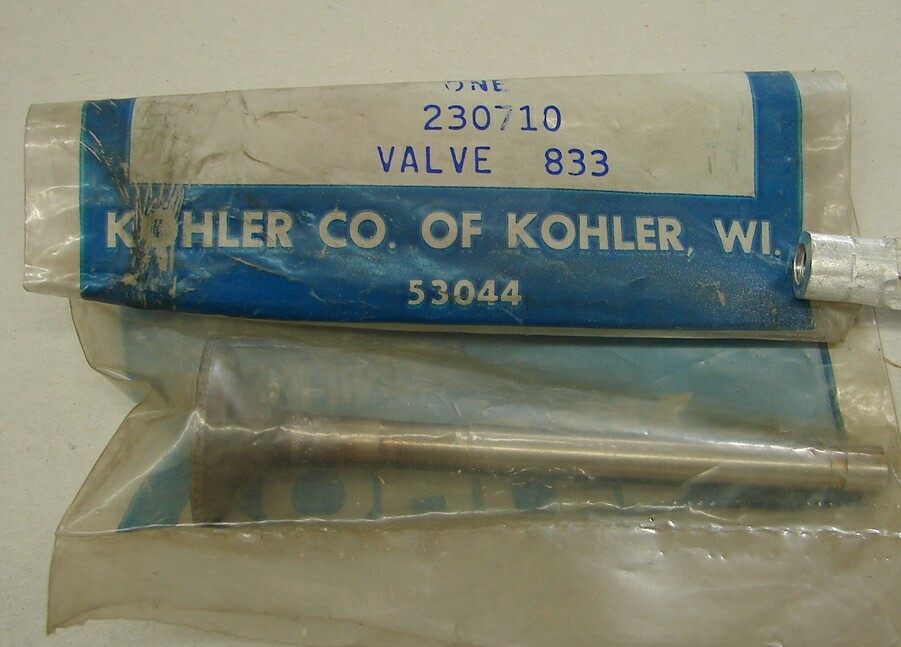 ONE
230710
VALVE 833
KOHLER CO. OF KOHLER, WI.
53044